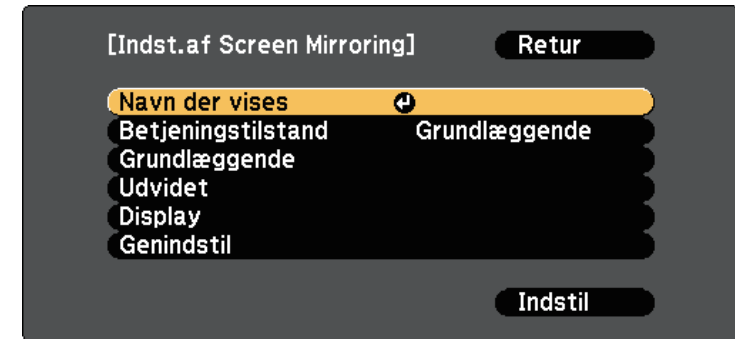 [Indst.af Screen Mirroring] Retur
Navn der vises
Betjeningstilstand Grundlæggende
Grundlæggende
Udvidet
Display
Genindstil
Indstil